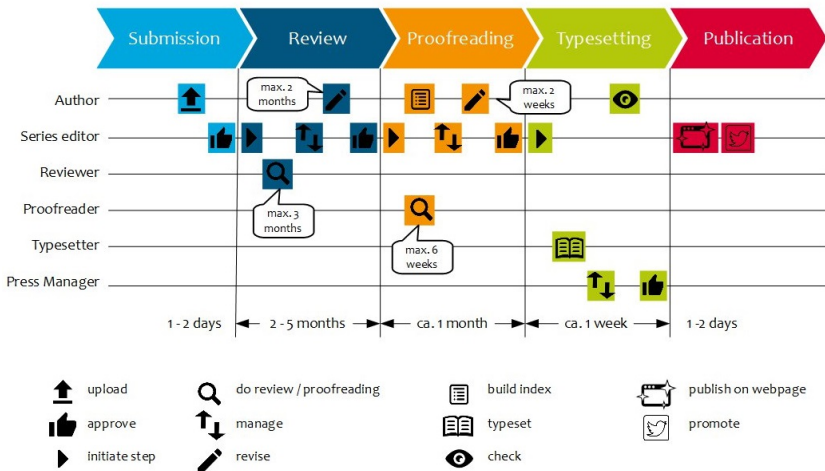 Submission
Review
Proofreading
Typesetting
Publication
max. 2
months
max. 2
weeks
Author
Series editor
Reviewer
max. 3
months
Proofreader
max. 6
weeks
Typesetter
Press Manager
1 - 2 days
2 - 5 months
ca. 1 month
ca. 1 week
1-2 days
upload
do review / proofreading
build index
publish on webpage
approve
manage
typeset
promote
initiate step
revise
check